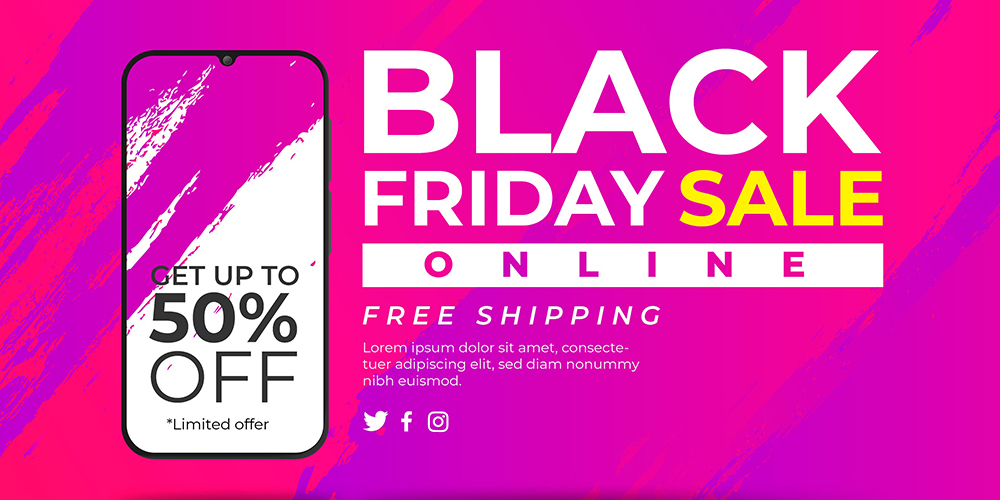 GET UP TO
50%
OFF
*Limited offer
BLACK
FRIDAY SALE
ONLINE
FREE SHIPPING
Lorem ipsum dolor sit amet, consecte-
tuer adipiscing elit, sed diam nonummy
nibh euismod.